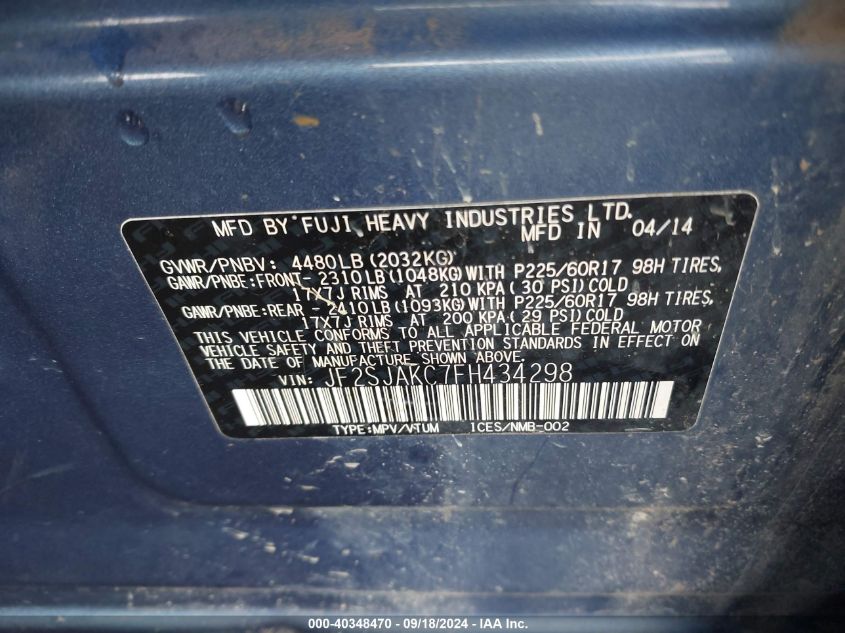 MFD BY FUJI HEAVY INDUSTRIES LTD.
MFD IN 04/14
GVWR/PNBV: 4480LB (2032KG)
GAWR/PNBE:FRONT- 2310LB (1048KG) WITH P225/60R17 98H TIRES,
17X7J RIMS AT 210 KPA (30 PSI) COLD
GAWR/PNBE:REAR - 2410LB (1093KG) WITH P225/60R17 98H TIRES,
17X7J RIMS AT 200 KPA (29 PSI) COLD
THIS VEHICLE CONFORMS TO ALL APPLICABLE FEDERAL MOTOR
VEHICLE SAFETY AND THEFT PREVENTION STANDARDS IN EFFECT ON
THE DATE OF MANUFACTURE SHOWN ABOVE.
VIN: JF2SJAKC7FH434298
TYPE:MPV/V-TUM ICES/NMB-002
000-40348470 - 09/18/2024 - IAA Inc.